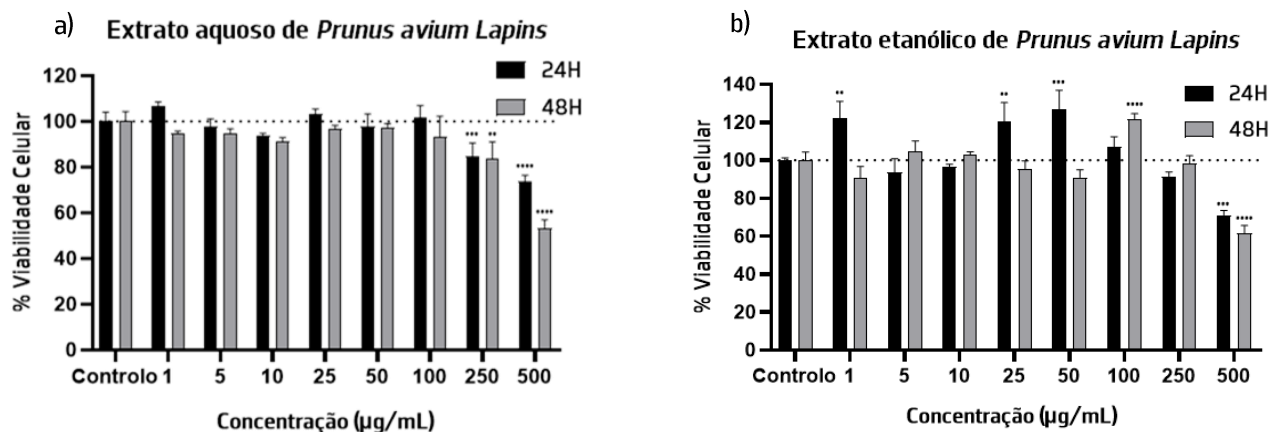 a)
Extrato aquoso de Prunus avium Lapins
24H
48H
120
100
80
60
40
20
0
% Viabilidade Celular
*** ** **** ****
Controlo 1 5 10 25 50 100 250 500
Concentração (µg/mL)
b)
Extrato etanólico de Prunus avium Lapins
24H
48H
140
120
100
80
60
40
20
0
% Viabilidade Celular
** ** *** **** *** ****
Controlo 1 5 10 25 50 100 250 500
Concentração (µg/mL)